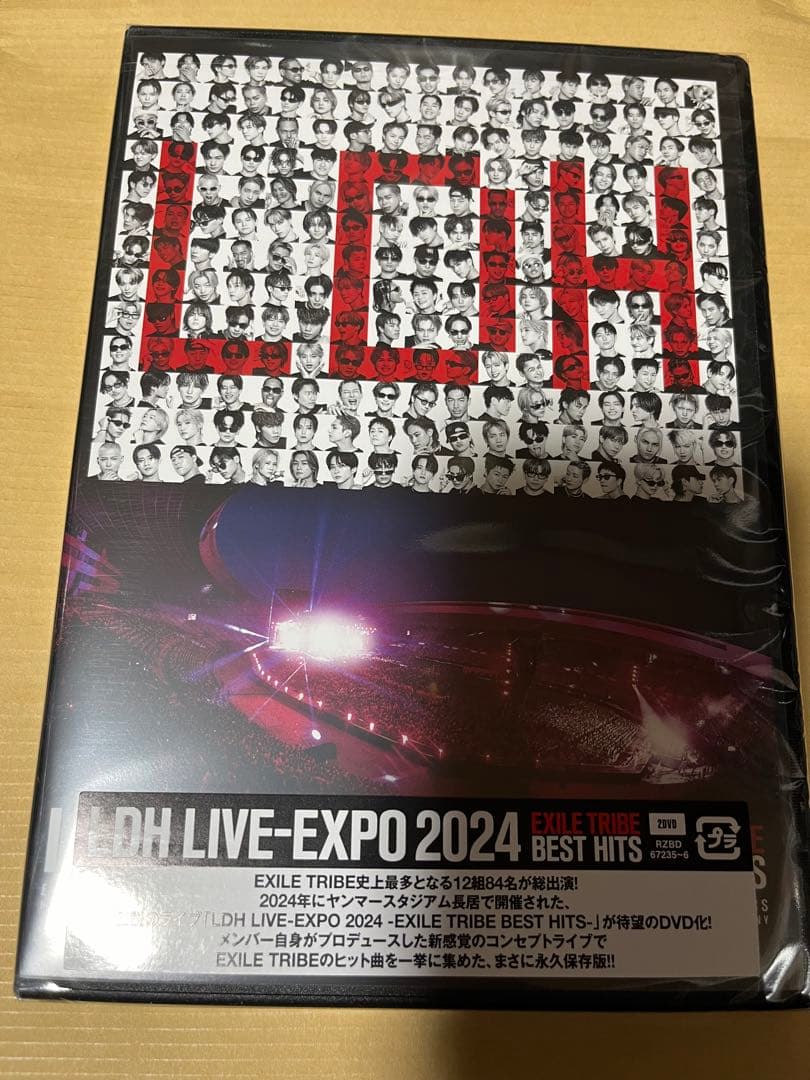 LDH
LDH LIVE-EXPO 2024
EXILE TRIBE
BEST HITS
2DVD
RZBD
67235~6
プラ
EXILE TRIBE史上最多となる12組84名が総出演!
2024年にヤンマースタジアム長居で開催された、
のライブ「LDH LIVE-EXPO 2024 -EXILE TRIBE BEST HITS-」が待望のDVD化!
メンバー自身がプロデュースした新感覚のコンセプトライブで
EXILE TRIBEのヒット曲を一挙に集めた、まさに永久保存版!!